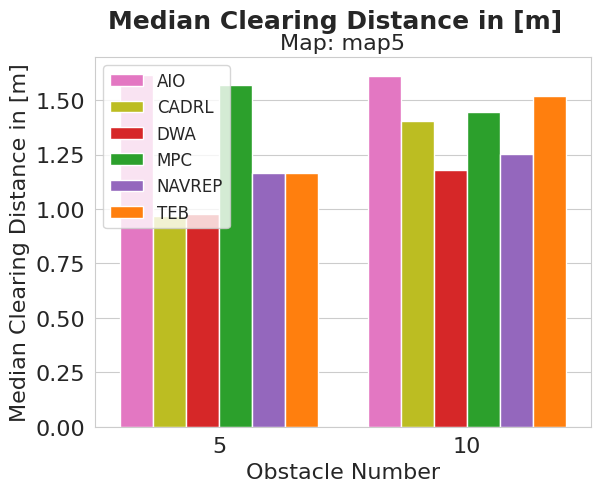 Median Clearing Distance in [m]
Map: map5
Median Clearing Distance in [m]
1.50
1.25
1.00
0.75
0.50
0.25
0.00
AIO
CADRL
DWA
MPC
NAVREP
TEB
5
10
Obstacle Number